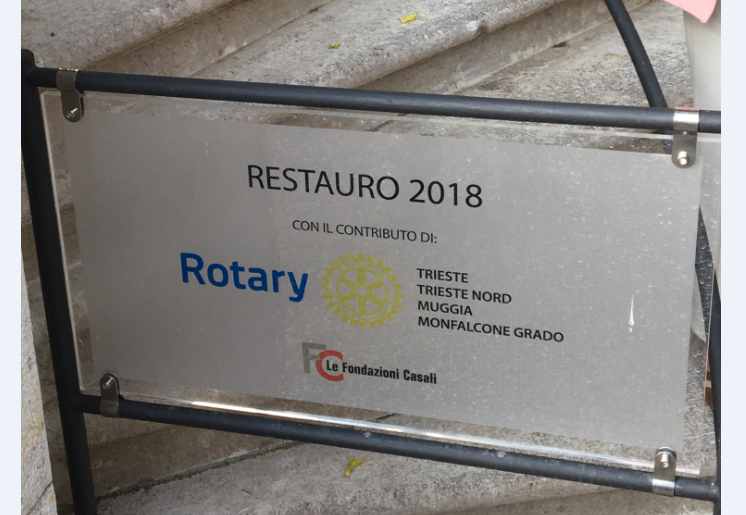 RESTAURO 2018
CON IL CONTRIBUTO DI:
Rotary
TRIESTE
TRIESTE NORD
MUGGIA
MONFALCONE GRADO
FC Le Fondazioni Casali